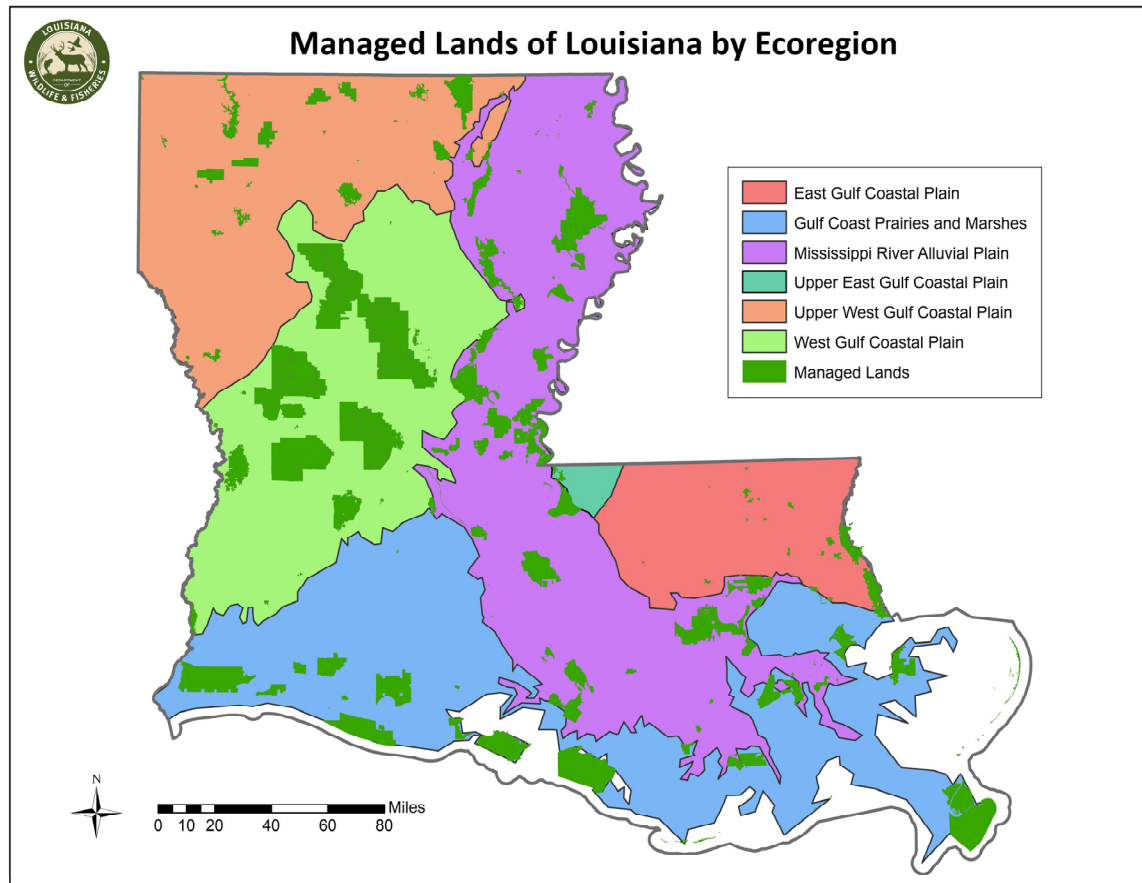 LOUISIANA
DEPARTMENT
OF
WILDLIFE & FISHERIES
Managed Lands of Louisiana by Ecoregion
East Gulf Coastal Plain
Gulf Coast Prairies and Marshes
Mississippi River Alluvial Plain
Upper East Gulf Coastal Plain
Upper West Gulf Coastal Plain
West Gulf Coastal Plain
Managed Lands
N
Miles
0 10 20 40 60 80